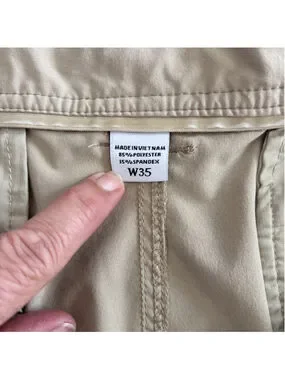 MADE IN VIETNAM
85%POLYESTER
15%SPANDEX
W35